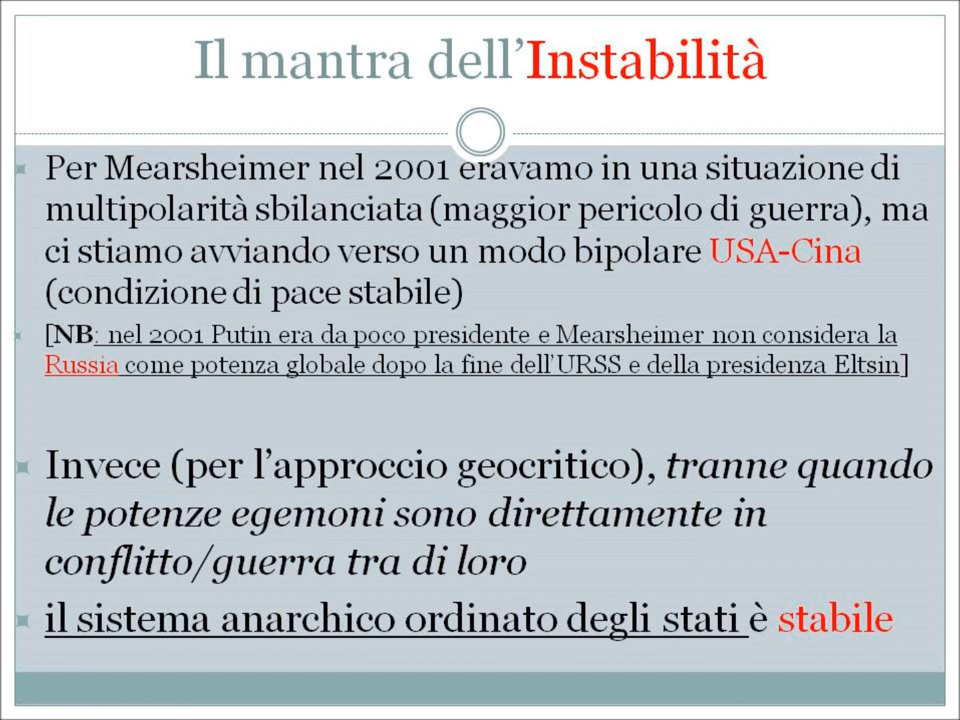 Il mantra dell’Instabilità
Per Mearsheimer nel 2001 eravamo in una situazione di
multipolarità sbilanciata (maggior pericolo di guerra), ma
ci stiamo avviando verso un modo bipolare USA-Cina
(condizione di pace stabile)
[NB: nel 2001 Putin era da poco presidente e Mearsheimer non considera la
Russia come potenza globale dopo la fine dell’URSS e della presidenza Eltsin]
Invece (per l’approccio geocritico), tranne quando
le potenze egemoni sono direttamente in
conflitto/guerra tra di loro
il sistema anarchico ordinato degli stati è stabile